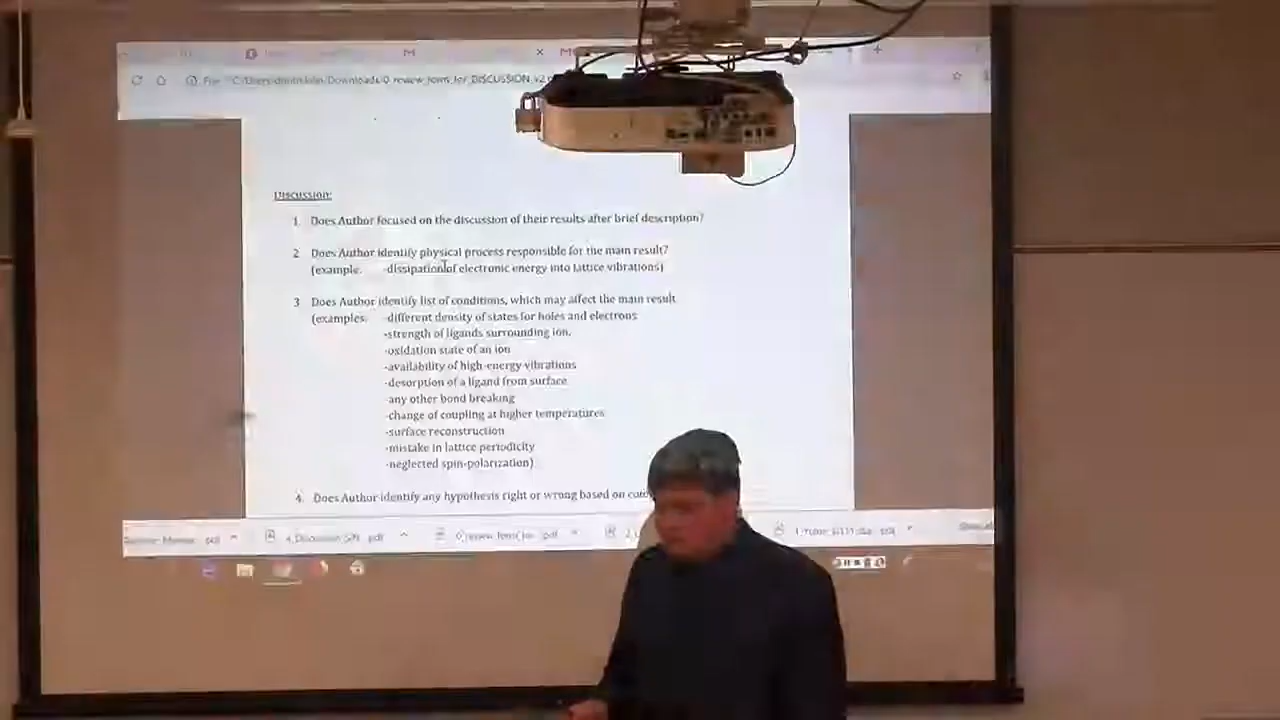 File
Discussion:
1. Does Author focused on the discussion of their results after brief description?
2 Does Author identify physical process responsible for the main result?
(example. -dissipation of electronic energy into lattice vibrations)
3 Does Author identify list of conditions, which may affect the main result
(examples. -different density of states for holes and electrons
-strength of ligands surrounding ion.
-oxidation state of an ion
-availability of high-energy vibrations
-desorption of a ligand from surface
-any other bond breaking
-change of coupling at higher temperatures
-surface reconstruction
-mistake in lattice periodicity
-neglected spin-polarization)
4. Does Author identify any hypothesis right or wrong based on